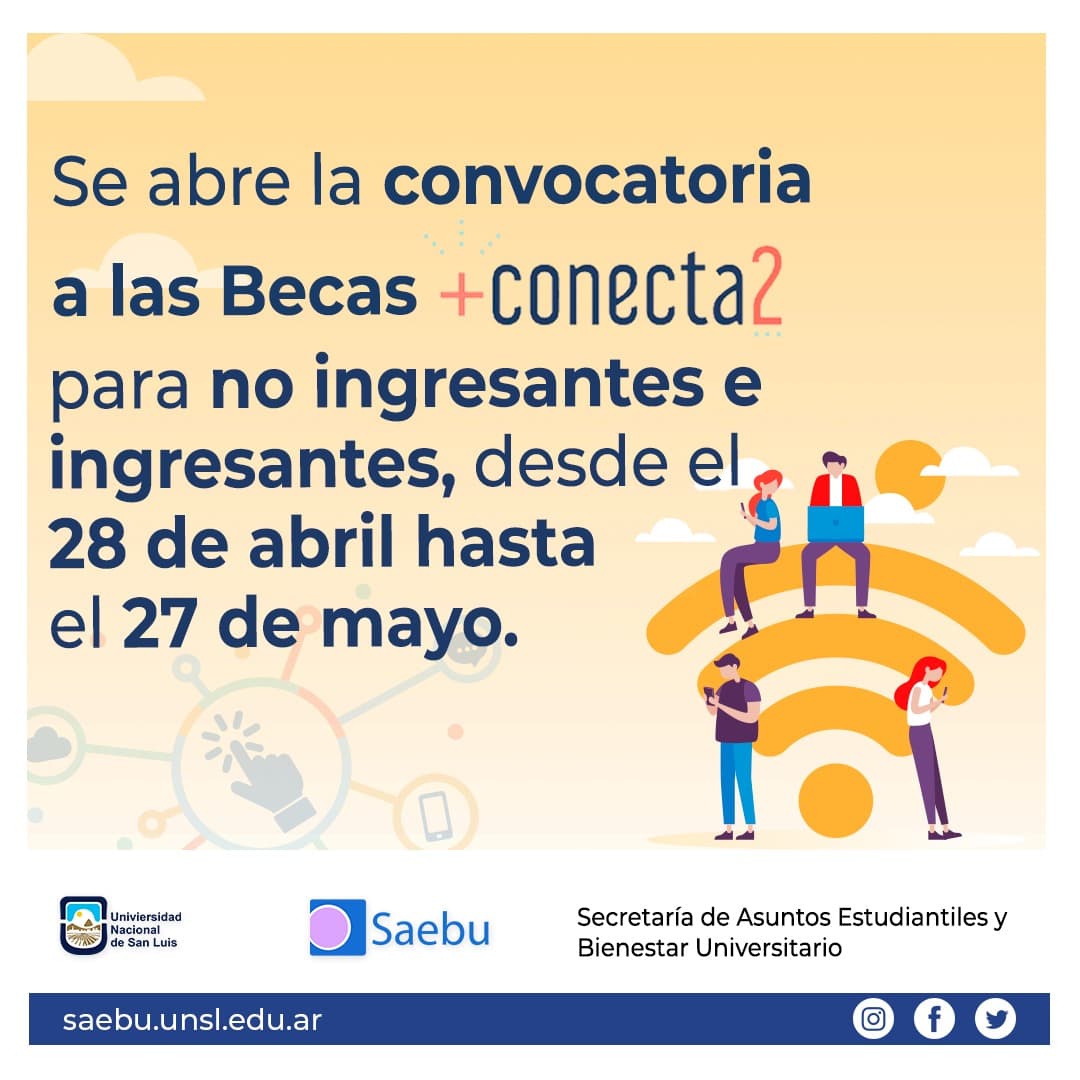 Se abre la convocatoria
a las Becas +conecta2
para no ingresantes e
ingresantes, desde el
28 de abril hasta
el 27 de mayo.
Univiersidad
Nacional
de San Luis
Saebu
Secretaría de Asuntos Estudiantiles y
Bienestar Universitario
saebu.unsl.edu.ar